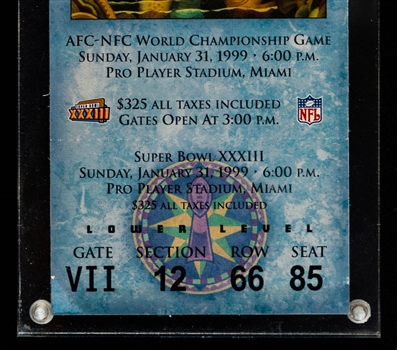 AFC-NFC World Championship Game
Sunday, January 31, 1999 · 6:00 p.m.
Pro Player Stadium, Miami
XXXIII
$325 all taxes included
Gates Open At 3:00 p.m.
NFL
Super Bowl XXXIII
Sunday, January 31, 1999 · 6:00 p.m.
Pro Player Stadium, Miami
$325 all taxes included
LOWER LEVEL
GATE SECTION ROW SEAT
VII 12 66 85